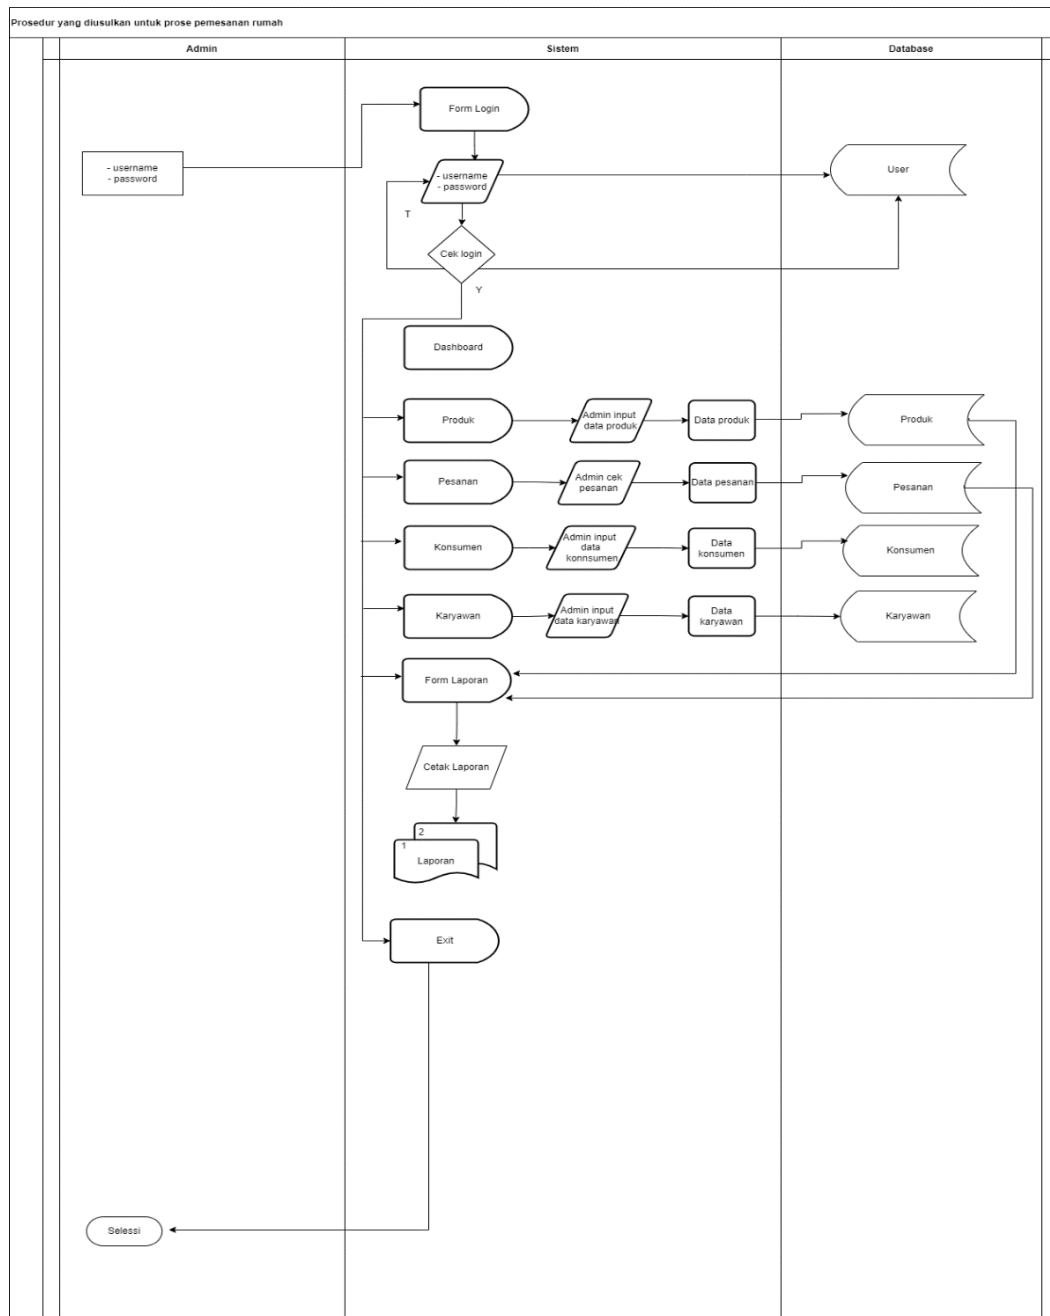 Prosedur yang diusulkan untuk prose pemesanan rumah
Admin
Sistem
Database
Form Login
- username
- password
- username
- password
User
T
Cek login
Y
Dashboard
Produk
Admin input
data produk
Data produk
Produk
Pesanan
Admin cek
pesanan
Data pesanan
Pesanan
Konsumen
Admin input
data
konnsumen
Data
konsumen
Konsumen
Karyawan
Admin input
data karyawan
Data
karyawan
Karyawan
Form Laporan
Cetak Laporan
2
1
Laporan
Exit
Selessi